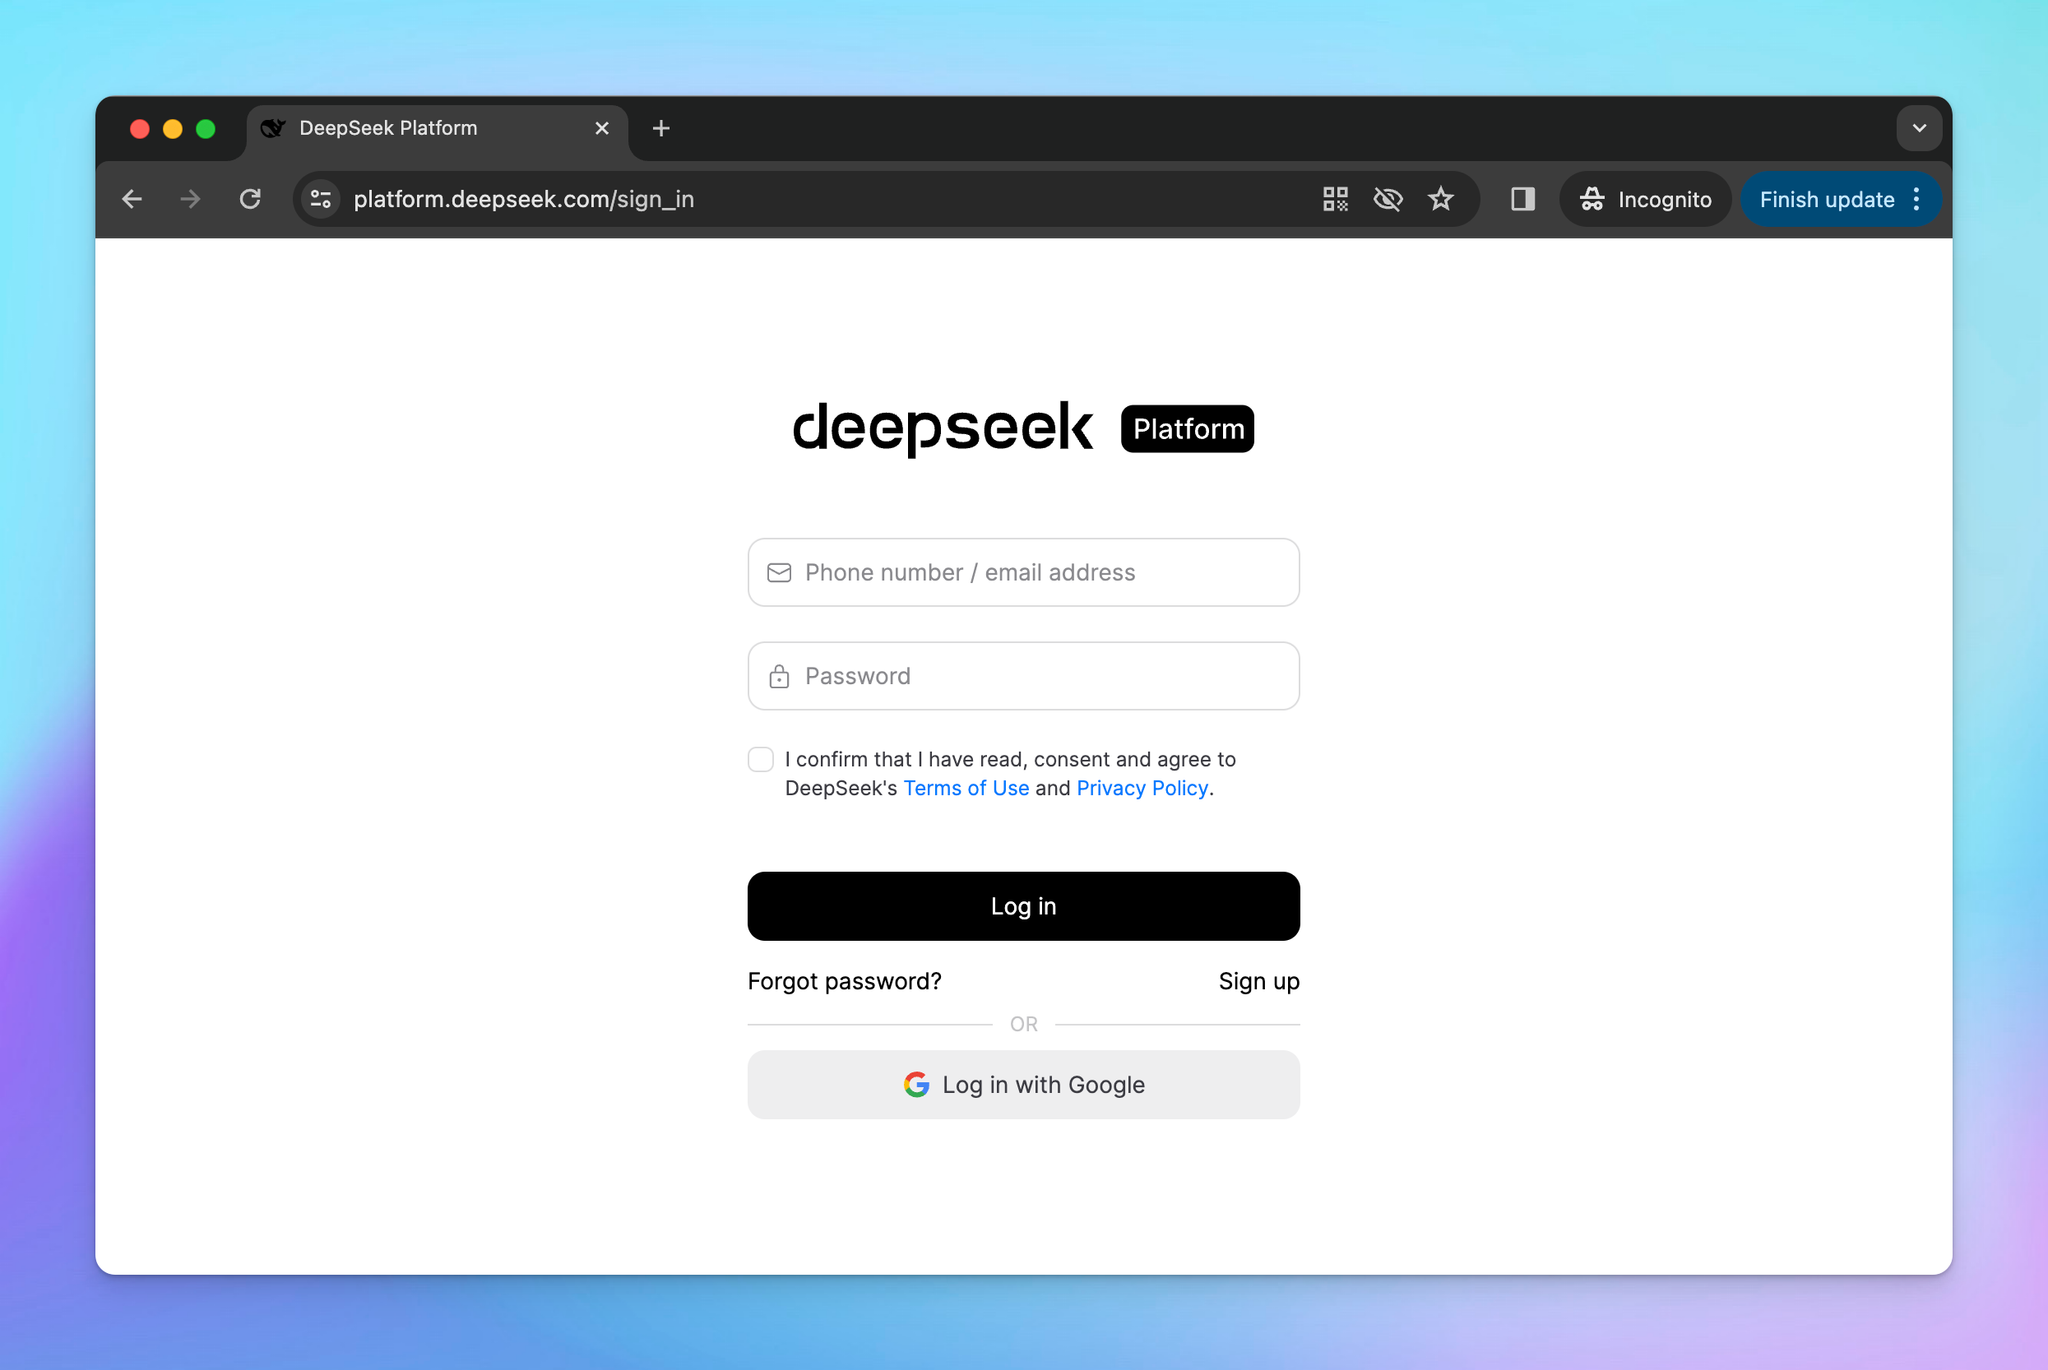 DeepSeek Platform
platform.deepseek.com/sign_in
Incognito
Finish update
deepseek Platform
Phone number / email address
Password
I confirm that I have read, consent and agree to
DeepSeek's Terms of Use and Privacy Policy.
Log in
Forgot password?
Sign up
OR
Log in with Google